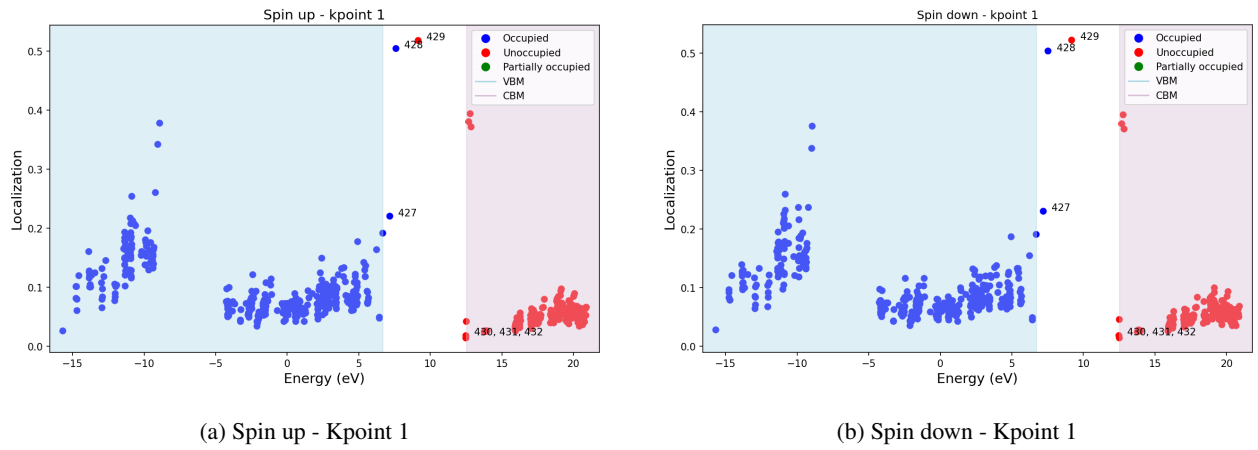 Spin up - kpoint 1
Localization
0.5
0.4
0.3
0.2
0.1
0.0
428
429
427
430, 431, 432
Occupied
Unoccupied
Partially occupied
VBM
CBM
−15
−10
−5
0
5
10
15
20
Energy (eV)
(a) Spin up - Kpoint 1
Spin down - kpoint 1
Localization
0.5
0.4
0.3
0.2
0.1
0.0
429
428
427
430, 431, 432
Occupied
Unoccupied
Partially occupied
VBM
CBM
−15
−10
−5
0
5
10
15
20
Energy (eV)
(b) Spin down - Kpoint 1